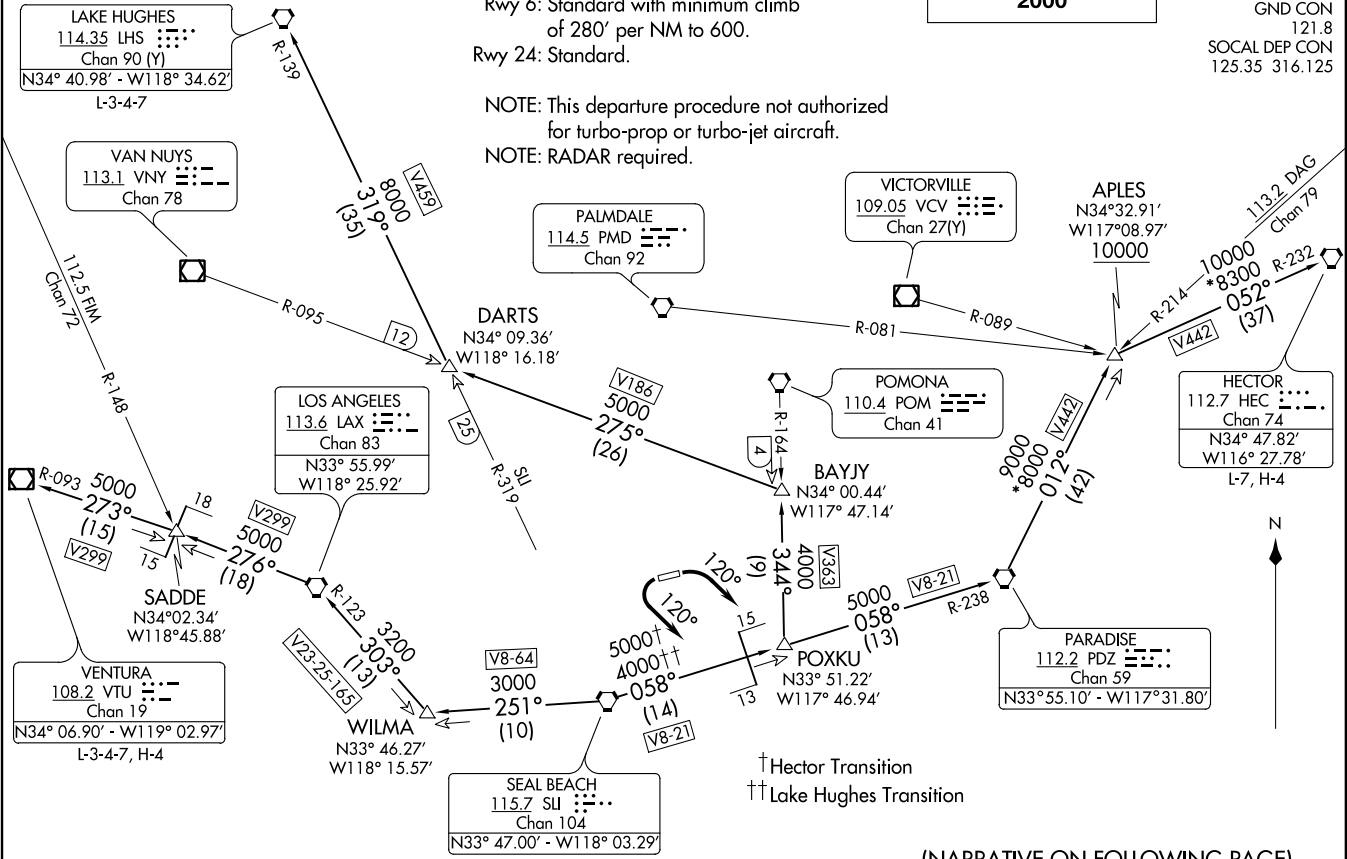 LAKE HUGHES
114.35 LHS
Chan 90 (Y)
N34° 40.98' - W118° 34.62'
L-3-4-7
R-139
Rwy 6: Standard with minimum climb
of 280' per NM to 600.
Rwy 24: Standard.
NOTE: This departure procedure not authorized
for turbo-prop or turbo-jet aircraft.
NOTE: RADAR required.
2000
GND CON
121.8
SOCAL DEP CON
125.35 316.125
VAN NUYS
113.1 VNY
Chan 78
R-095
12
8000
319°
(35)
V459
PALMDALE
114.5 PMD
Chan 92
R-081
VICTORVILLE
109.05 VCV
Chan 27(Y)
R-089
APLES
N34°32.91'
W117°08.97'
10000
113.2 DAG
Chan 79
R-214
10000
*8300
052°
(37)
R-232
V442
HECTOR
112.7 HEC
Chan 74
N34° 47.82'
W116° 27.78'
L-7, H-4
112.5 FIM
Chan 72
R-148
DARTS
N34° 09.36'
W118° 16.18'
25
SLI
R-319
V186
5000
275°
(26)
POMONA
110.4 POM
Chan 41
R-164
4
BAYJY
N34° 00.44'
W117° 47.14'
9000
*8000
012°
(42)
V442
LOS ANGELES
113.6 LAX
Chan 83
N33° 55.99'
W118° 25.92'
R-093
5000
273°
(15)
V299
18
15
V299
5000
276°
(18)
SADDE
N34°02.34'
W118°45.88'
R-123
3200
303°
(13)
V23-25-165
VENTURA
108.2 VTU
Chan 19
N34° 06.90' - W119° 02.97'
L-3-4-7, H-4
WILMA
N33° 46.27'
W118° 15.57'
V8-64
3000
251°
(10)
SEAL BEACH
115.7 SLI
Chan 104
N33° 47.00' - W118° 03.29'
120°
120°
5000†
4000††
058°
(14)
V8-21
15
13
V363
4000
344°
(9)
POXKU
N33° 51.22'
W117° 46.94'
5000
058°
(13)
V8-21
R-238
PARADISE
112.2 PDZ
Chan 59
N33°55.10' - W117°31.80'
N
†Hector Transition
††Lake Hughes Transition
(NARRATIVE ON FOLLOWING PAGE)